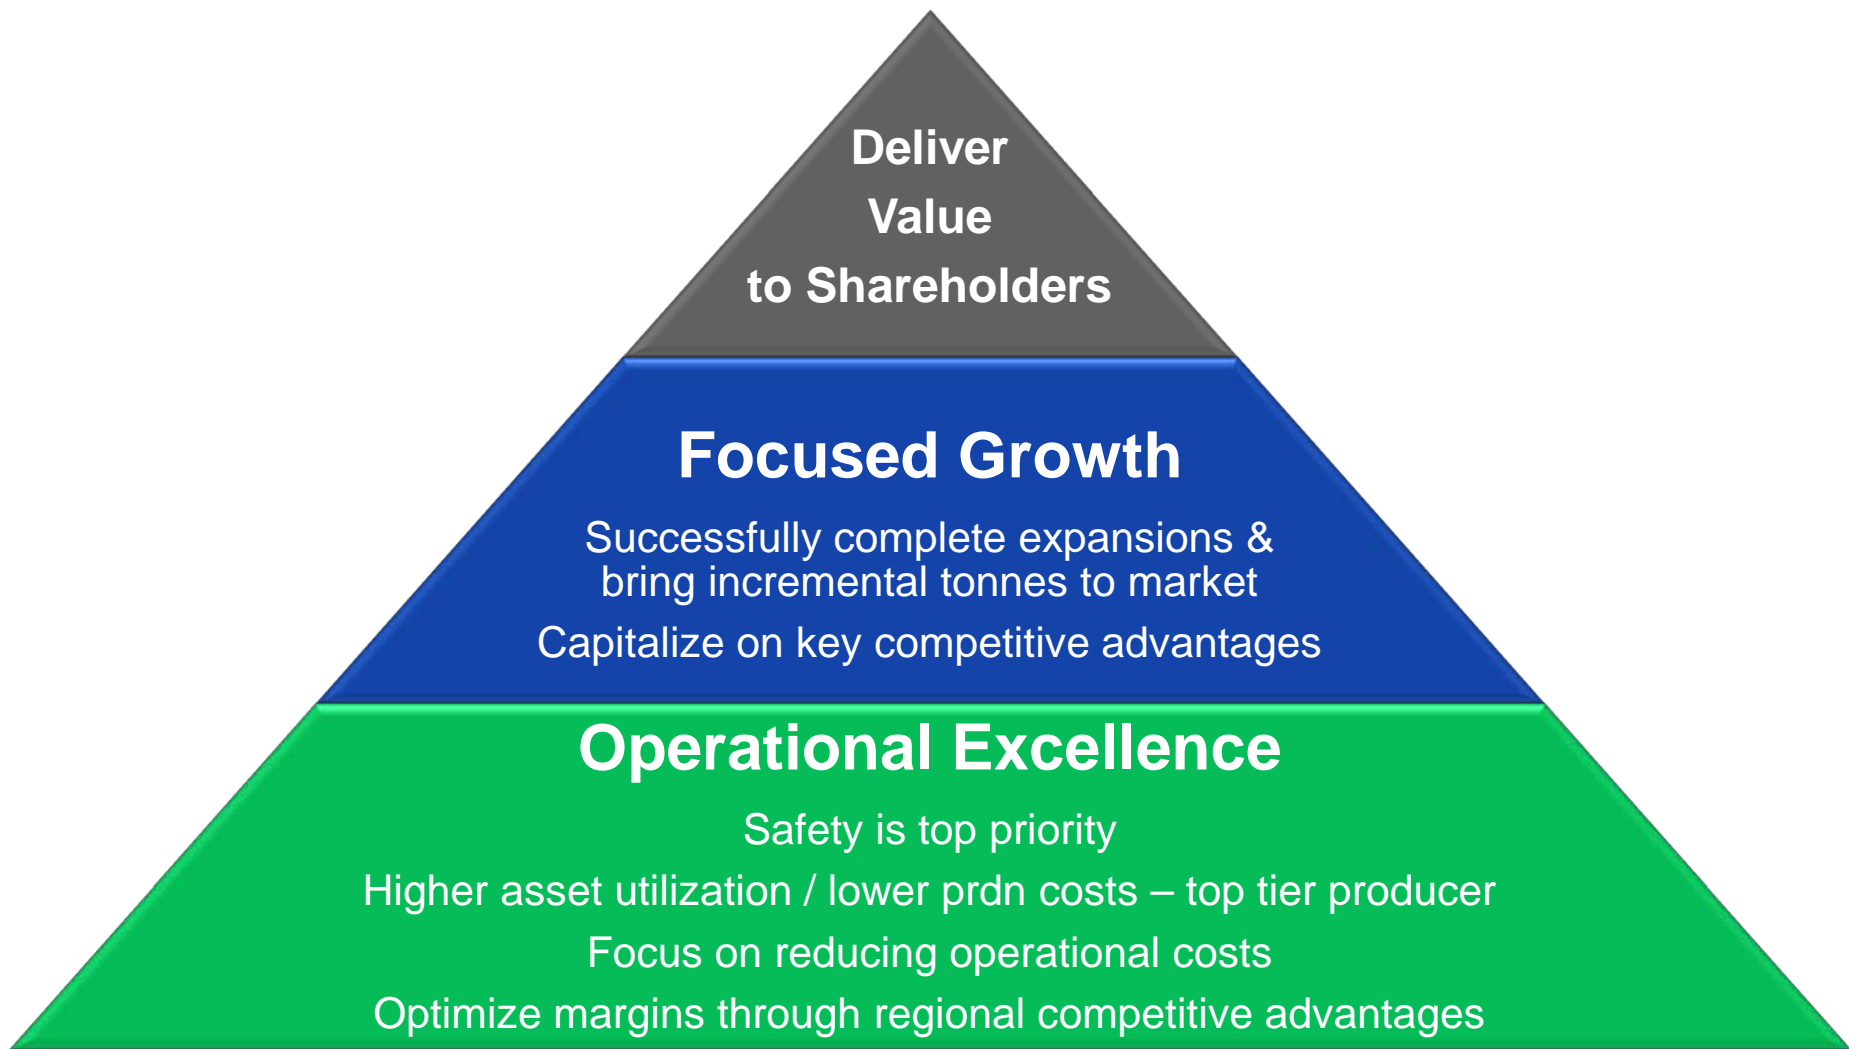 Deliver
Value
to Shareholders
Focused Growth
Successfully complete expansions &
bring incremental tonnes to market
Capitalize on key competitive advantages
Operational Excellence
Safety is top priority
Higher asset utilization / lower prdn costs – top tier producer
Focus on reducing operational costs
Optimize margins through regional competitive advantages